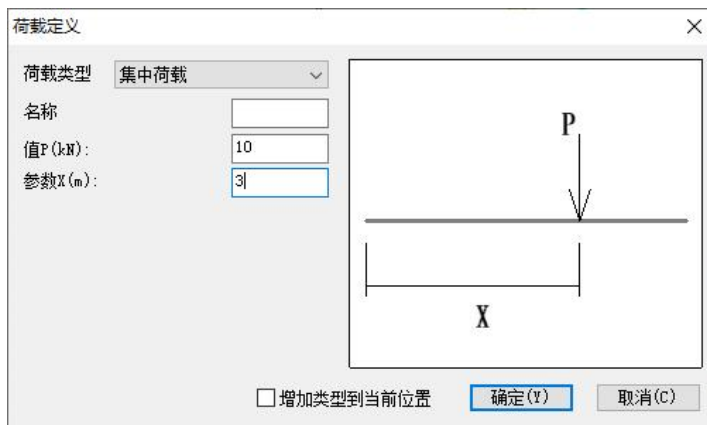 荷载定义
荷载类型 集中荷载
名称
值P(kN): 10
参数X(m): 3
P
X
增加类型到当前位置 确定(Y) 取消(C)